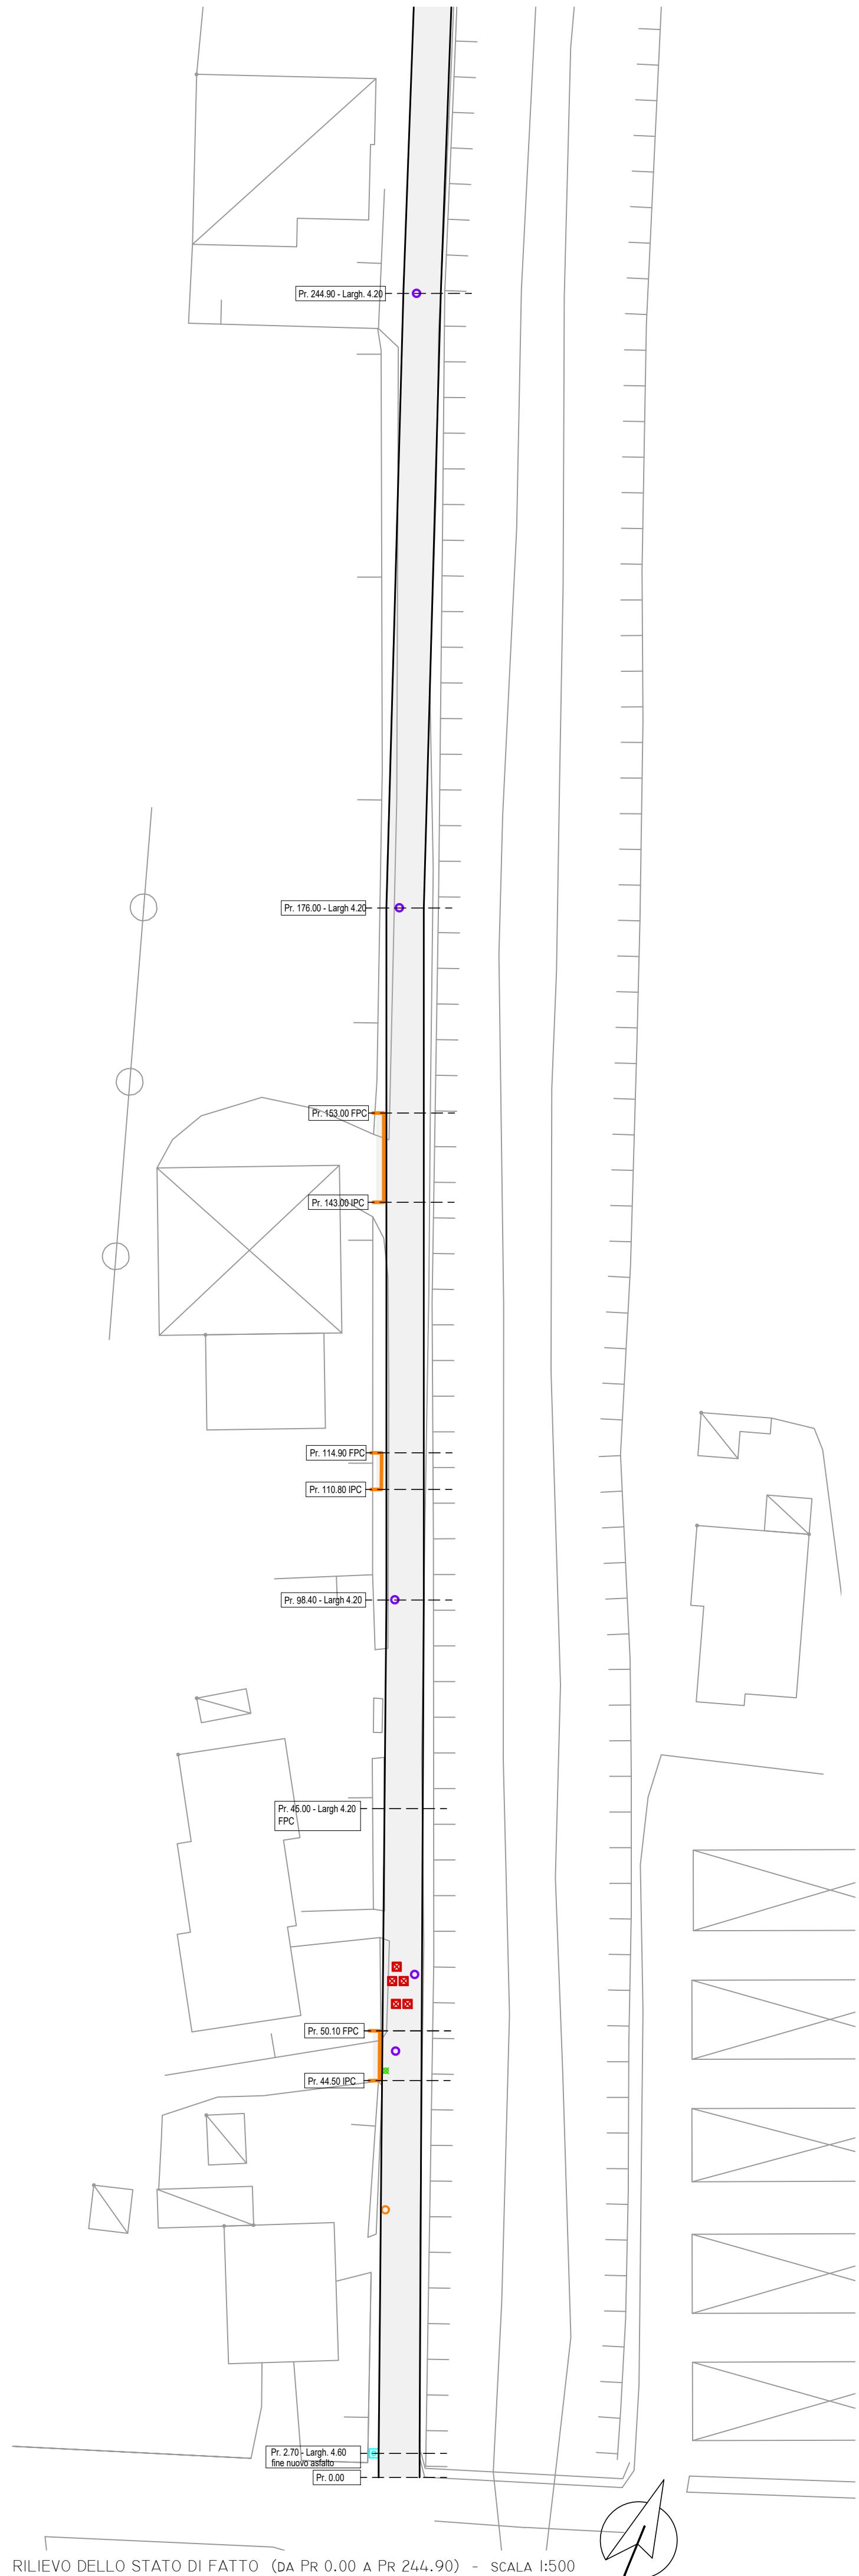 Pr. 244.90 - Largh. 4.20
Pr. 176.00 - Largh 4.20
Pr. 153.00 FPC
Pr. 143.00 IPC
Pr. 114.90 FPC
Pr. 110.80 IPC
Pr. 98.40 - Largh 4.20
Pr. 45.00 - Largh 4.20
FPC
Pr. 50.10 FPC
Pr. 44.50 IPC
Pr. 2.70 - Largh. 4.60
fine nuovo asfalto
Pr. 0.00
RILIEVO DELLO STATO DI FATTO (DA PR 0.00 A PR 244.90) - SCALA 1:500